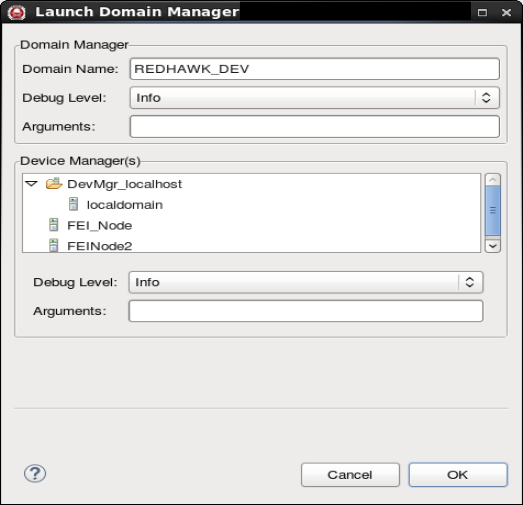 Launch Domain Manager
Domain Manager
Domain Name: REDHAWK_DEV
Debug Level: Info
Arguments:
Device Manager(s)
DevMgr_localhost
localdomain
FEI_Node
FEINode2
Debug Level: Info
Arguments:
?
Cancel OK